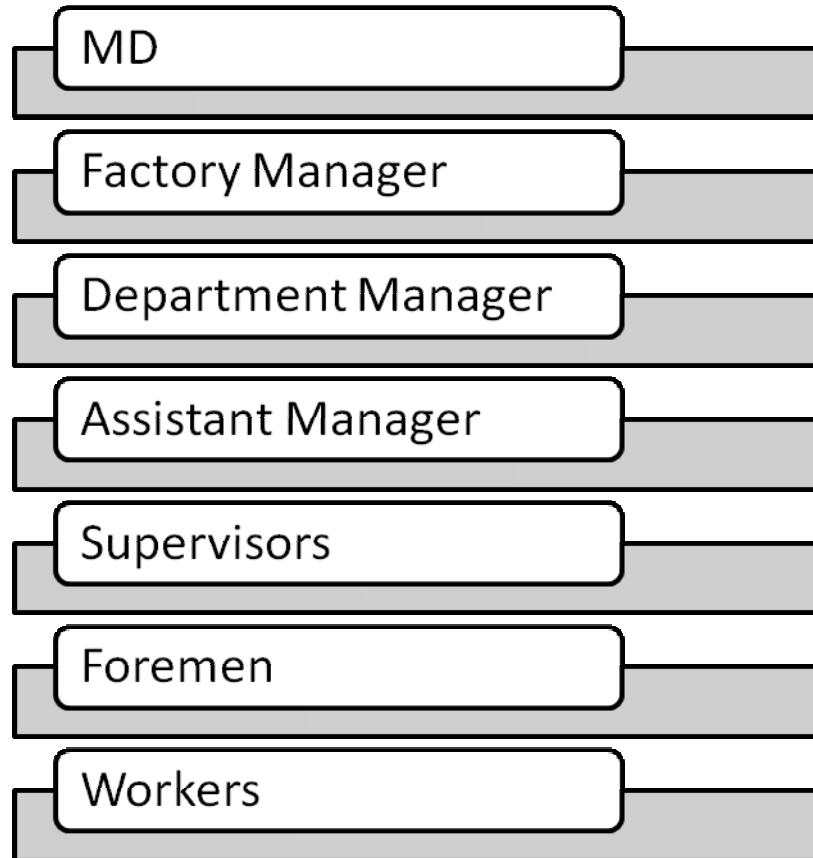 MD
Factory Manager
Department Manager
Assistant Manager
Supervisors
Foremen
Workers